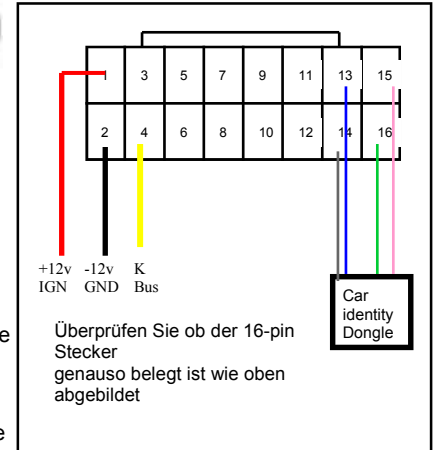 1 3 5 7 9 11 13 15
2 4 6 8 10 12 14 16
+12v -12v K
IGN GND Bus
Car
identity
Dongle
Überprüfen Sie ob der 16-pin
Stecker
genauso belegt ist wie oben
abgebildet
e
e